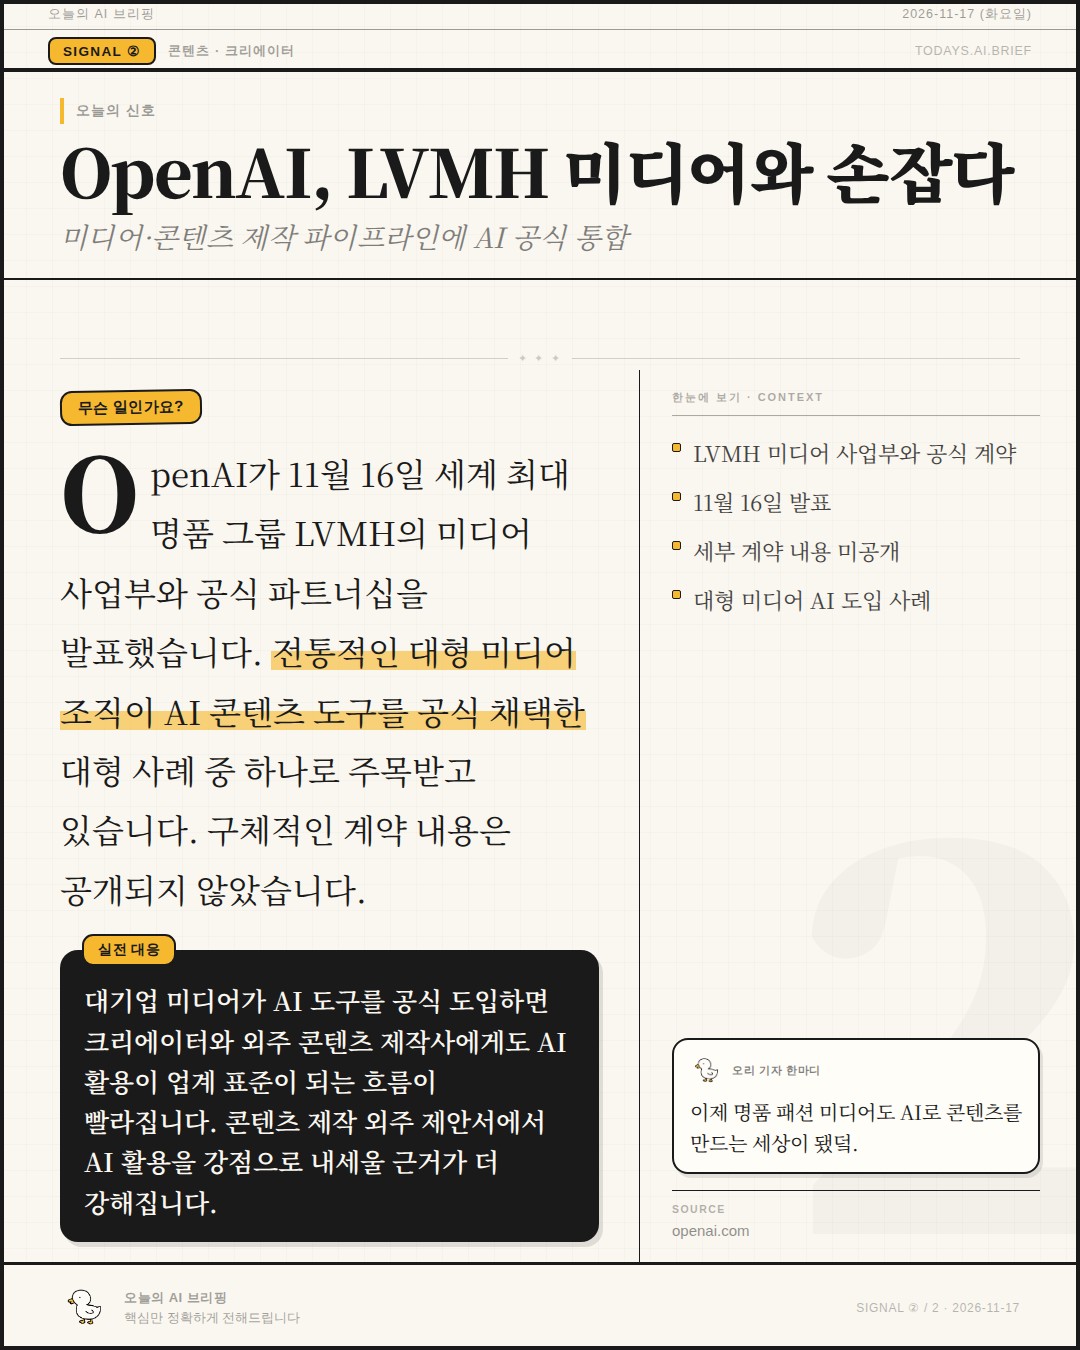 오늘의 AI 브리핑
2026-11-17 (화요일)
SIGNAL ②
콘텐츠 · 크리에이터
TODAYS.AI.BRIEF
오늘의 신호
OpenAI, LVMH 미디어와 손잡다
미디어·콘텐츠 제작 파이프라인에 AI 공식 통합
✦ ✦ ✦
무슨 일인가요?
OpenAI가 11월 16일 세계 최대
명품 그룹 LVMH의 미디어
사업부와 공식 파트너십을
발표했습니다. 전통적인 대형 미디어
조직이 AI 콘텐츠 도구를 공식 채택한
대형 사례 중 하나로 주목받고
있습니다. 구체적인 계약 내용은
공개되지 않았습니다.
실전 대응
대기업 미디어가 AI 도구를 공식 도입하면
크리에이터와 외주 콘텐츠 제작사에게도 AI
활용이 업계 표준이 되는 흐름이
빨라집니다. 콘텐츠 제작 외주 제안서에서
AI 활용을 강점으로 내세울 근거가 더
강해집니다.
한눈에 보기 · CONTEXT
LVMH 미디어 사업부와 공식 계약
11월 16일 발표
세부 계약 내용 미공개
대형 미디어 AI 도입 사례
2
오리 기자 한마디
이제 명품 패션 미디어도 AI로 콘텐츠를
만드는 세상이 됐덕.
SOURCE
openai.com
오늘의 AI 브리핑
핵심만 정확하게 전해드립니다
SIGNAL ② / 2 · 2026-11-17